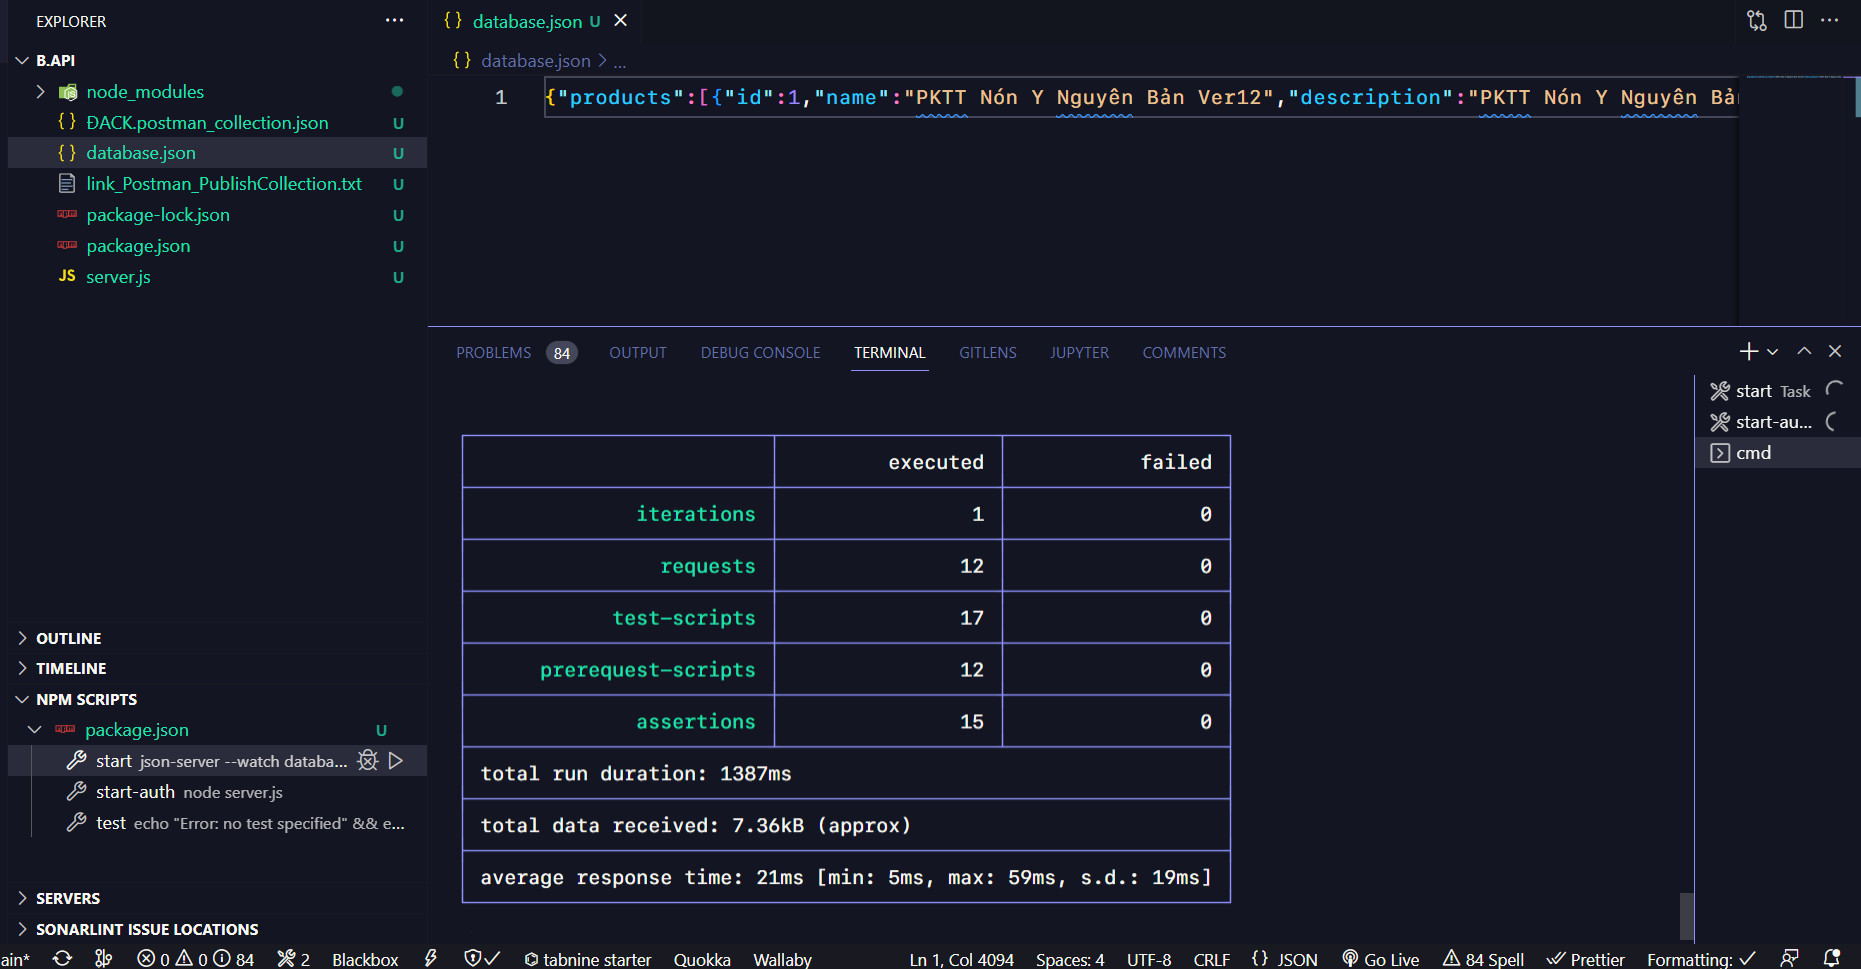 EXPLORER
B.API
node_modules
ĐACK.postman_collection.json U
database.json U
link_Postman_PublishCollection.txt U
package-lock.json U
package.json U
JS server.js U
OUTLINE
TIMELINE
NPM SCRIPTS
package.json U
start json-server --watch databa...
start-auth node server.js
test echo "Error: no test specified" && e...
SERVERS
SONARLINT ISSUE LOCATIONS
{} database.json U
{} database.json > ...
1 {"products":[{"id":1,"name":"PKTT Nón Y Nguyên Bản Ver12","description":"PKTT Nón Y Nguyên Bả
PROBLEMS 84 OUTPUT DEBUG CONSOLE TERMINAL GITLENS JUPYTER COMMENTS
start Task
start-au...
cmd
executed failed
iterations 1 0
requests 12 0
test-scripts 17 0
prerequest-scripts 12 0
assertions 15 0
total run duration: 1387ms
total data received: 7.36kB (approx)
average response time: 21ms [min: 5ms, max: 59ms, s.d.: 19ms]
ain* 0 0 84 2 Blackbox tabnine starter Quokka Wallaby Ln 1, Col 4094 Spaces: 4 UTF-8 CRLF {} JSON Go Live 84 Spell Prettier Formatting: